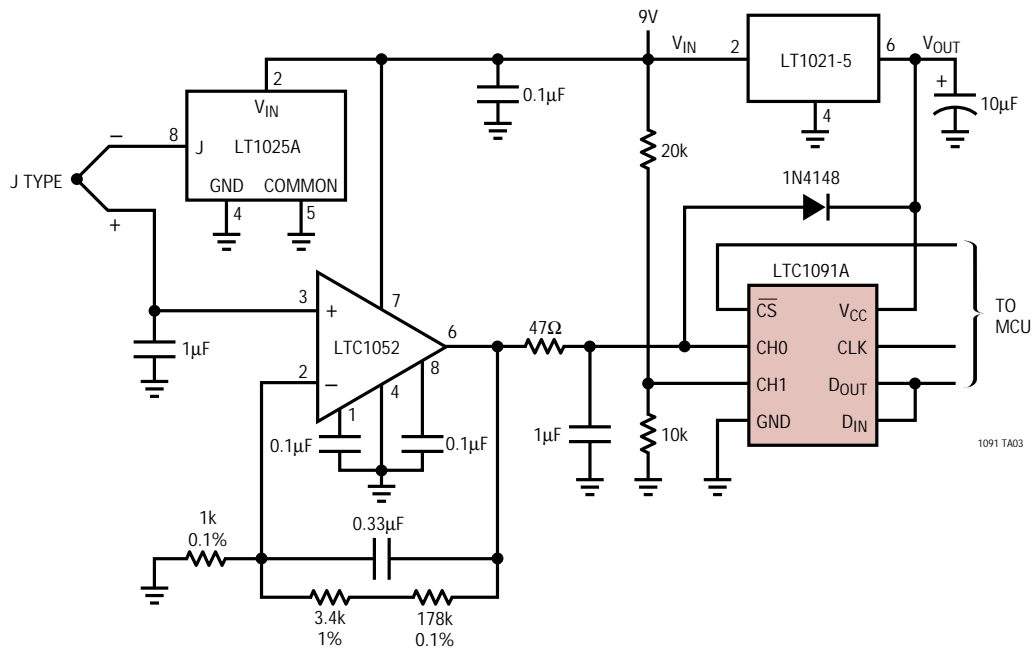 9V
VIN
2
LT1021-5
6
VOUT
4
+
10µF
2
VIN
8
J
LT1025A
GND
COMMON
4
5
0.1µF
−
J TYPE
+
20k
1N4148
LTC1091A
CS
VCC
CH0
CLK
CH1
DOUT
GND
DIN
TO
MCU
3
+
7
LTC1052
6
2
−
8
4
1
1µF
47Ω
0.1µF
0.1µF
1µF
10k
1091 TA03
1k
0.1%
0.33µF
3.4k
1%
178k
0.1%